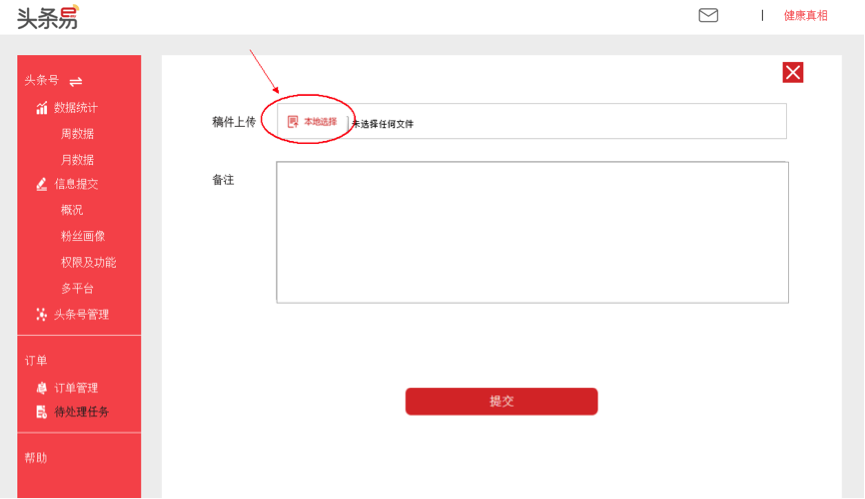 头条易
健康真相
头条号
数据统计
周数据
月数据
信息提交
概况
粉丝画像
权限及功能
多平台
头条号管理
订单
订单管理
待处理任务
帮助
稿件上传 本地选择 未选择任何文件
备注
提交